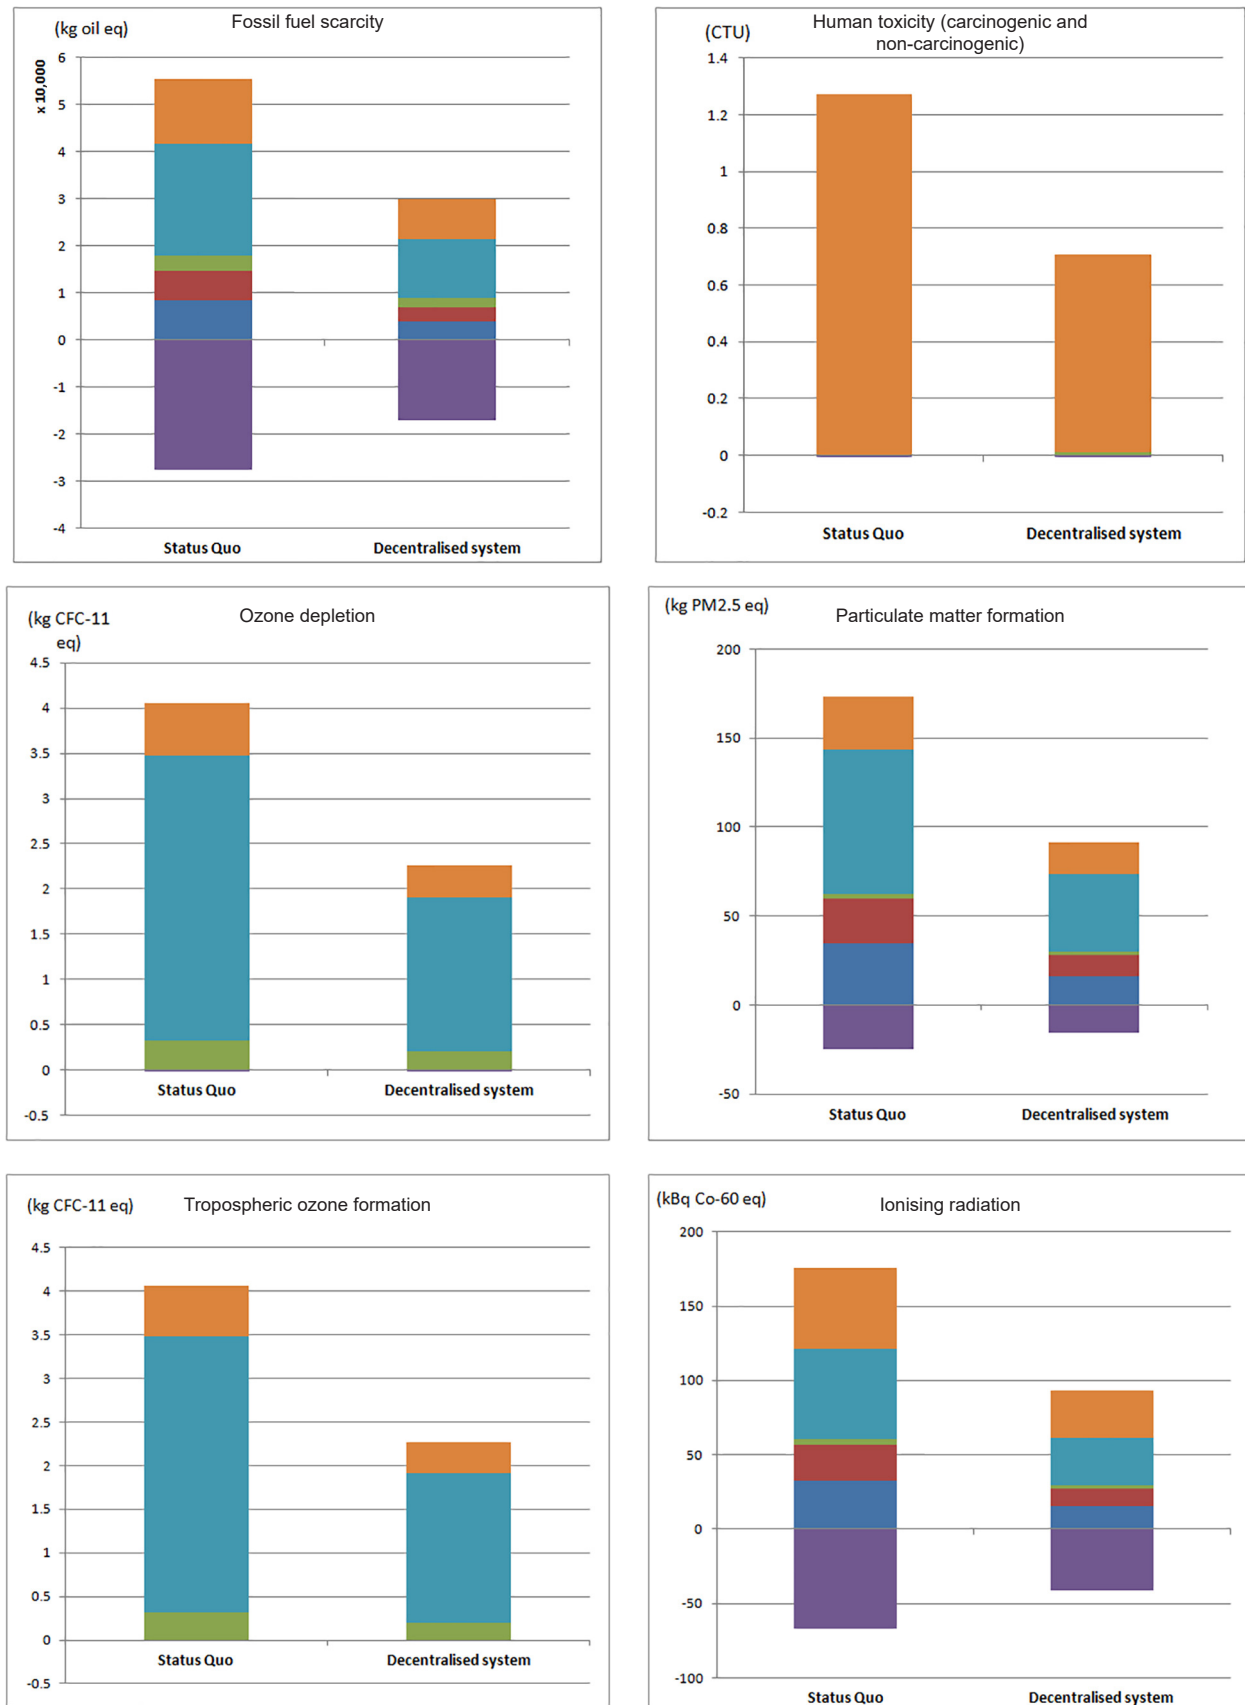 Fossil fuel scarcity
(kg oil eq)
x 10,000
6
5
4
3
2
1
0
-1
-2
-3
-4
Status Quo
Decentralised system
Human toxicity (carcinogenic and
non-carcinogenic)
(CTU)
1.4
1.2
1
0.8
0.6
0.4
0.2
0
-0.2
Status Quo
Decentralised system
Ozone depletion
(kg CFC-11
eq)
4.5
4
3.5
3
2.5
2
1.5
1
0.5
0
-0.5
Status Quo
Decentralised system
Particulate matter formation
(kg PM2.5 eq)
200
150
100
50
0
-50
Status Quo
Decentralised system
Tropospheric ozone formation
(kg CFC-11 eq)
4.5
4
3.5
3
2.5
2
1.5
1
0.5
0
-0.5
Status Quo
Decentralised system
Ionising radiation
(kBq Co-60 eq)
200
150
100
50
0
-50
-100
Status Quo
Decentralised system